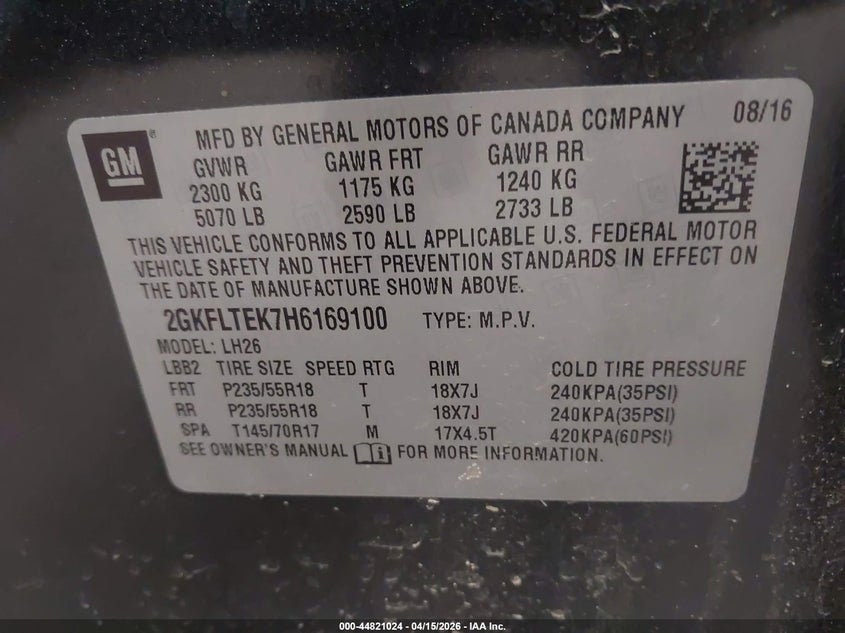 GM ®
MFD BY GENERAL MOTORS OF CANADA COMPANY 08/16
GVWR GAWR FRT GAWR RR
2300 KG 1175 KG 1240 KG
5070 LB 2590 LB 2733 LB
THIS VEHICLE CONFORMS TO ALL APPLICABLE U.S. FEDERAL MOTOR
VEHICLE SAFETY AND THEFT PREVENTION STANDARDS IN EFFECT ON
THE DATE OF MANUFACTURE SHOWN ABOVE.
2GKFLTEK7H6169100 TYPE: M.P.V.
MODEL: LH26
LBB2 TIRE SIZE SPEED RTG RIM COLD TIRE PRESSURE
FRT P235/55R18 T 18X7J 240KPA(35PSI)
RR P235/55R18 T 18X7J 240KPA(35PSI)
SPA T145/70R17 M 17X4.5T 420KPA(60PSI)
SEE OWNER'S MANUAL FOR MORE INFORMATION.
000-44821024 - 04/15/2026 - IAA Inc.